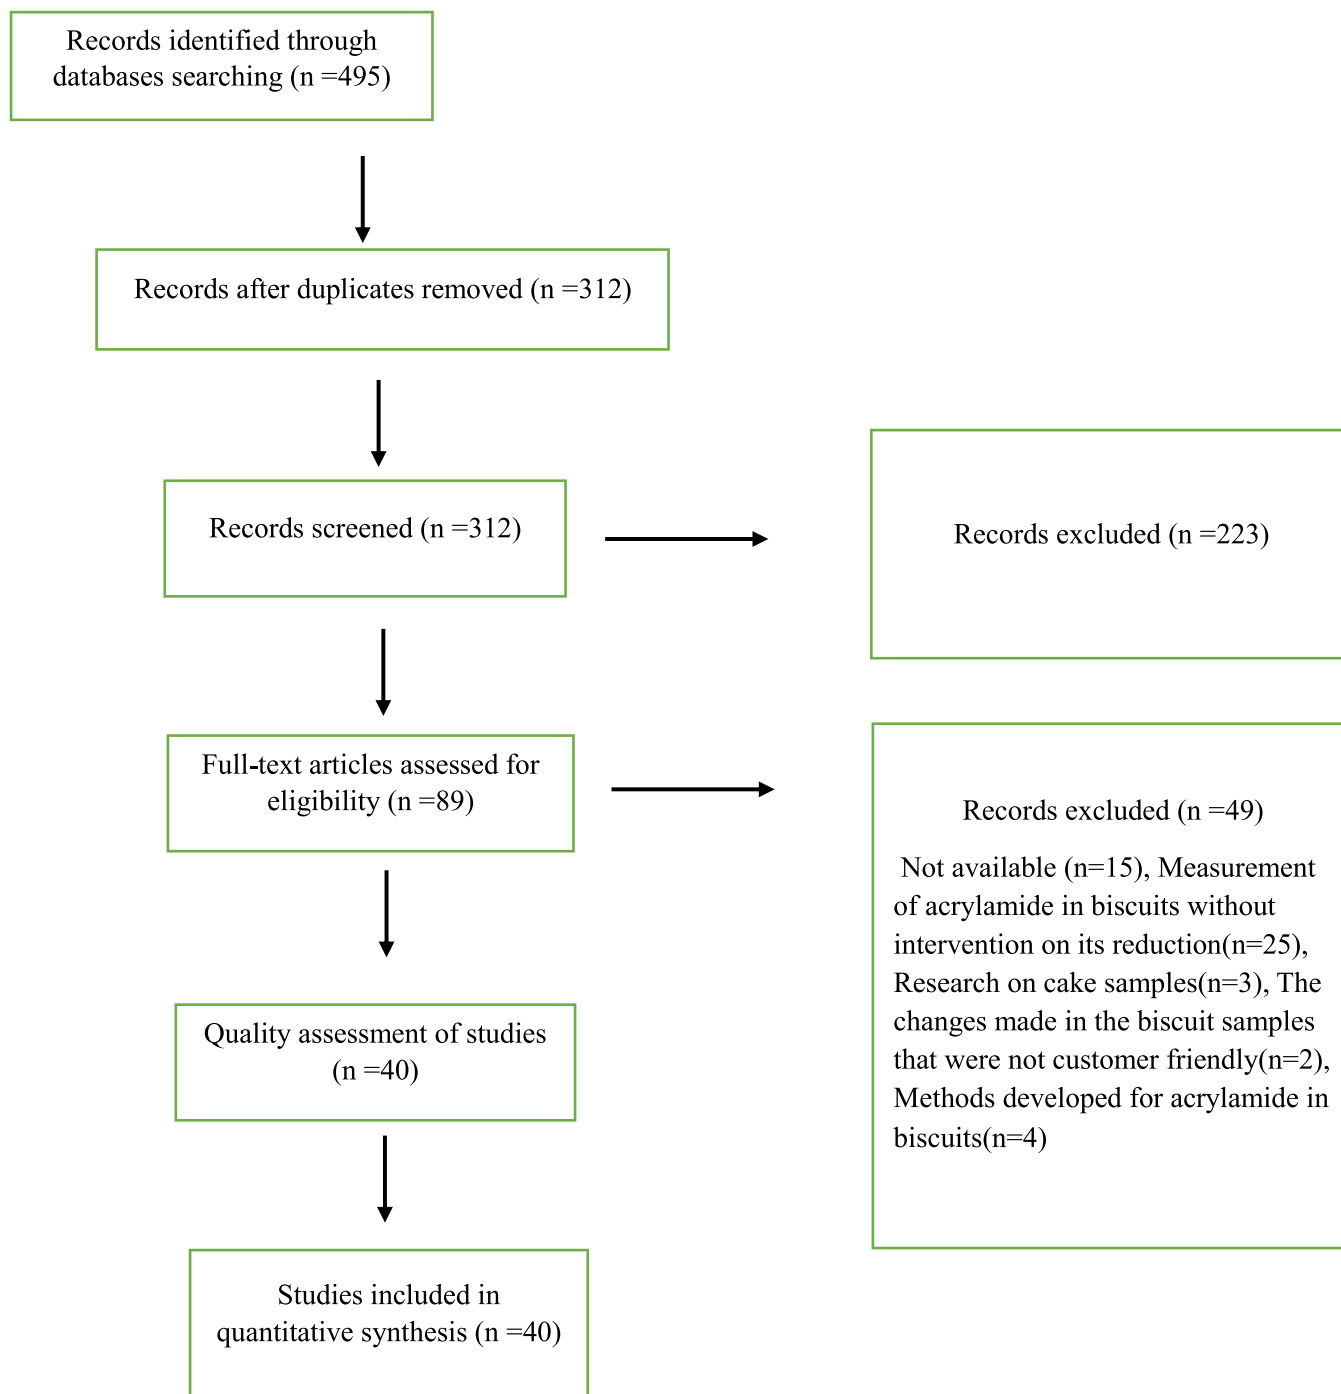 Records identified through
databases searching (n =495)
Records after duplicates removed (n =312)
Records screened (n =312)
Records excluded (n =223)
Full-text articles assessed for
eligibility (n =89)
Records excluded (n =49)
Not available (n=15), Measurement
of acrylamide in biscuits without
intervention on its reduction(n=25),
Research on cake samples(n=3), The
changes made in the biscuit samples
that were not customer friendly(n=2),
Methods developed for acrylamide in
biscuits(n=4)
Quality assessment of studies
(n =40)
Studies included in
quantitative synthesis (n =40)